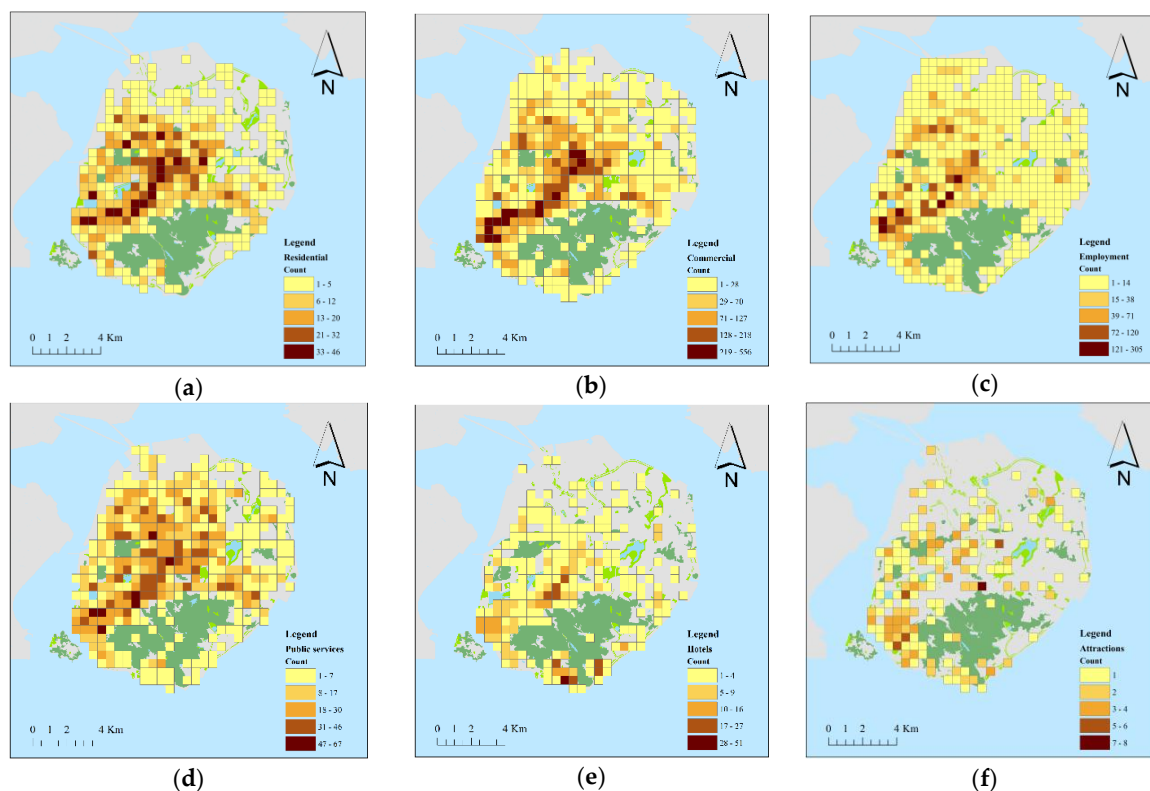 N
Legend
Residential
Count
1 - 5
6 - 12
13 - 20
21 - 32
33 - 46
0 1 2 4 Km
(a)
N
Legend
Commercial
Count
1 - 28
29 - 70
71 - 127
128 - 218
219 - 556
0 1 2 4 Km
(b)
N
Legend
Employment
Count
1 - 14
15 - 38
39 - 71
72 - 120
121 - 305
0 1 2 4 Km
(c)
N
Legend
Public services
Count
1 - 7
8 - 17
18 - 30
31 - 46
47 - 67
0 1 2 4 Km
(d)
N
Legend
Hotels
Count
1 - 4
5 - 9
10 - 16
17 - 27
28 - 51
0 1 2 4 Km
(e)
N
Legend
Attractions
Count
1
2
3 - 4
5 - 6
7 - 8
0 1 2 4 Km
(f)